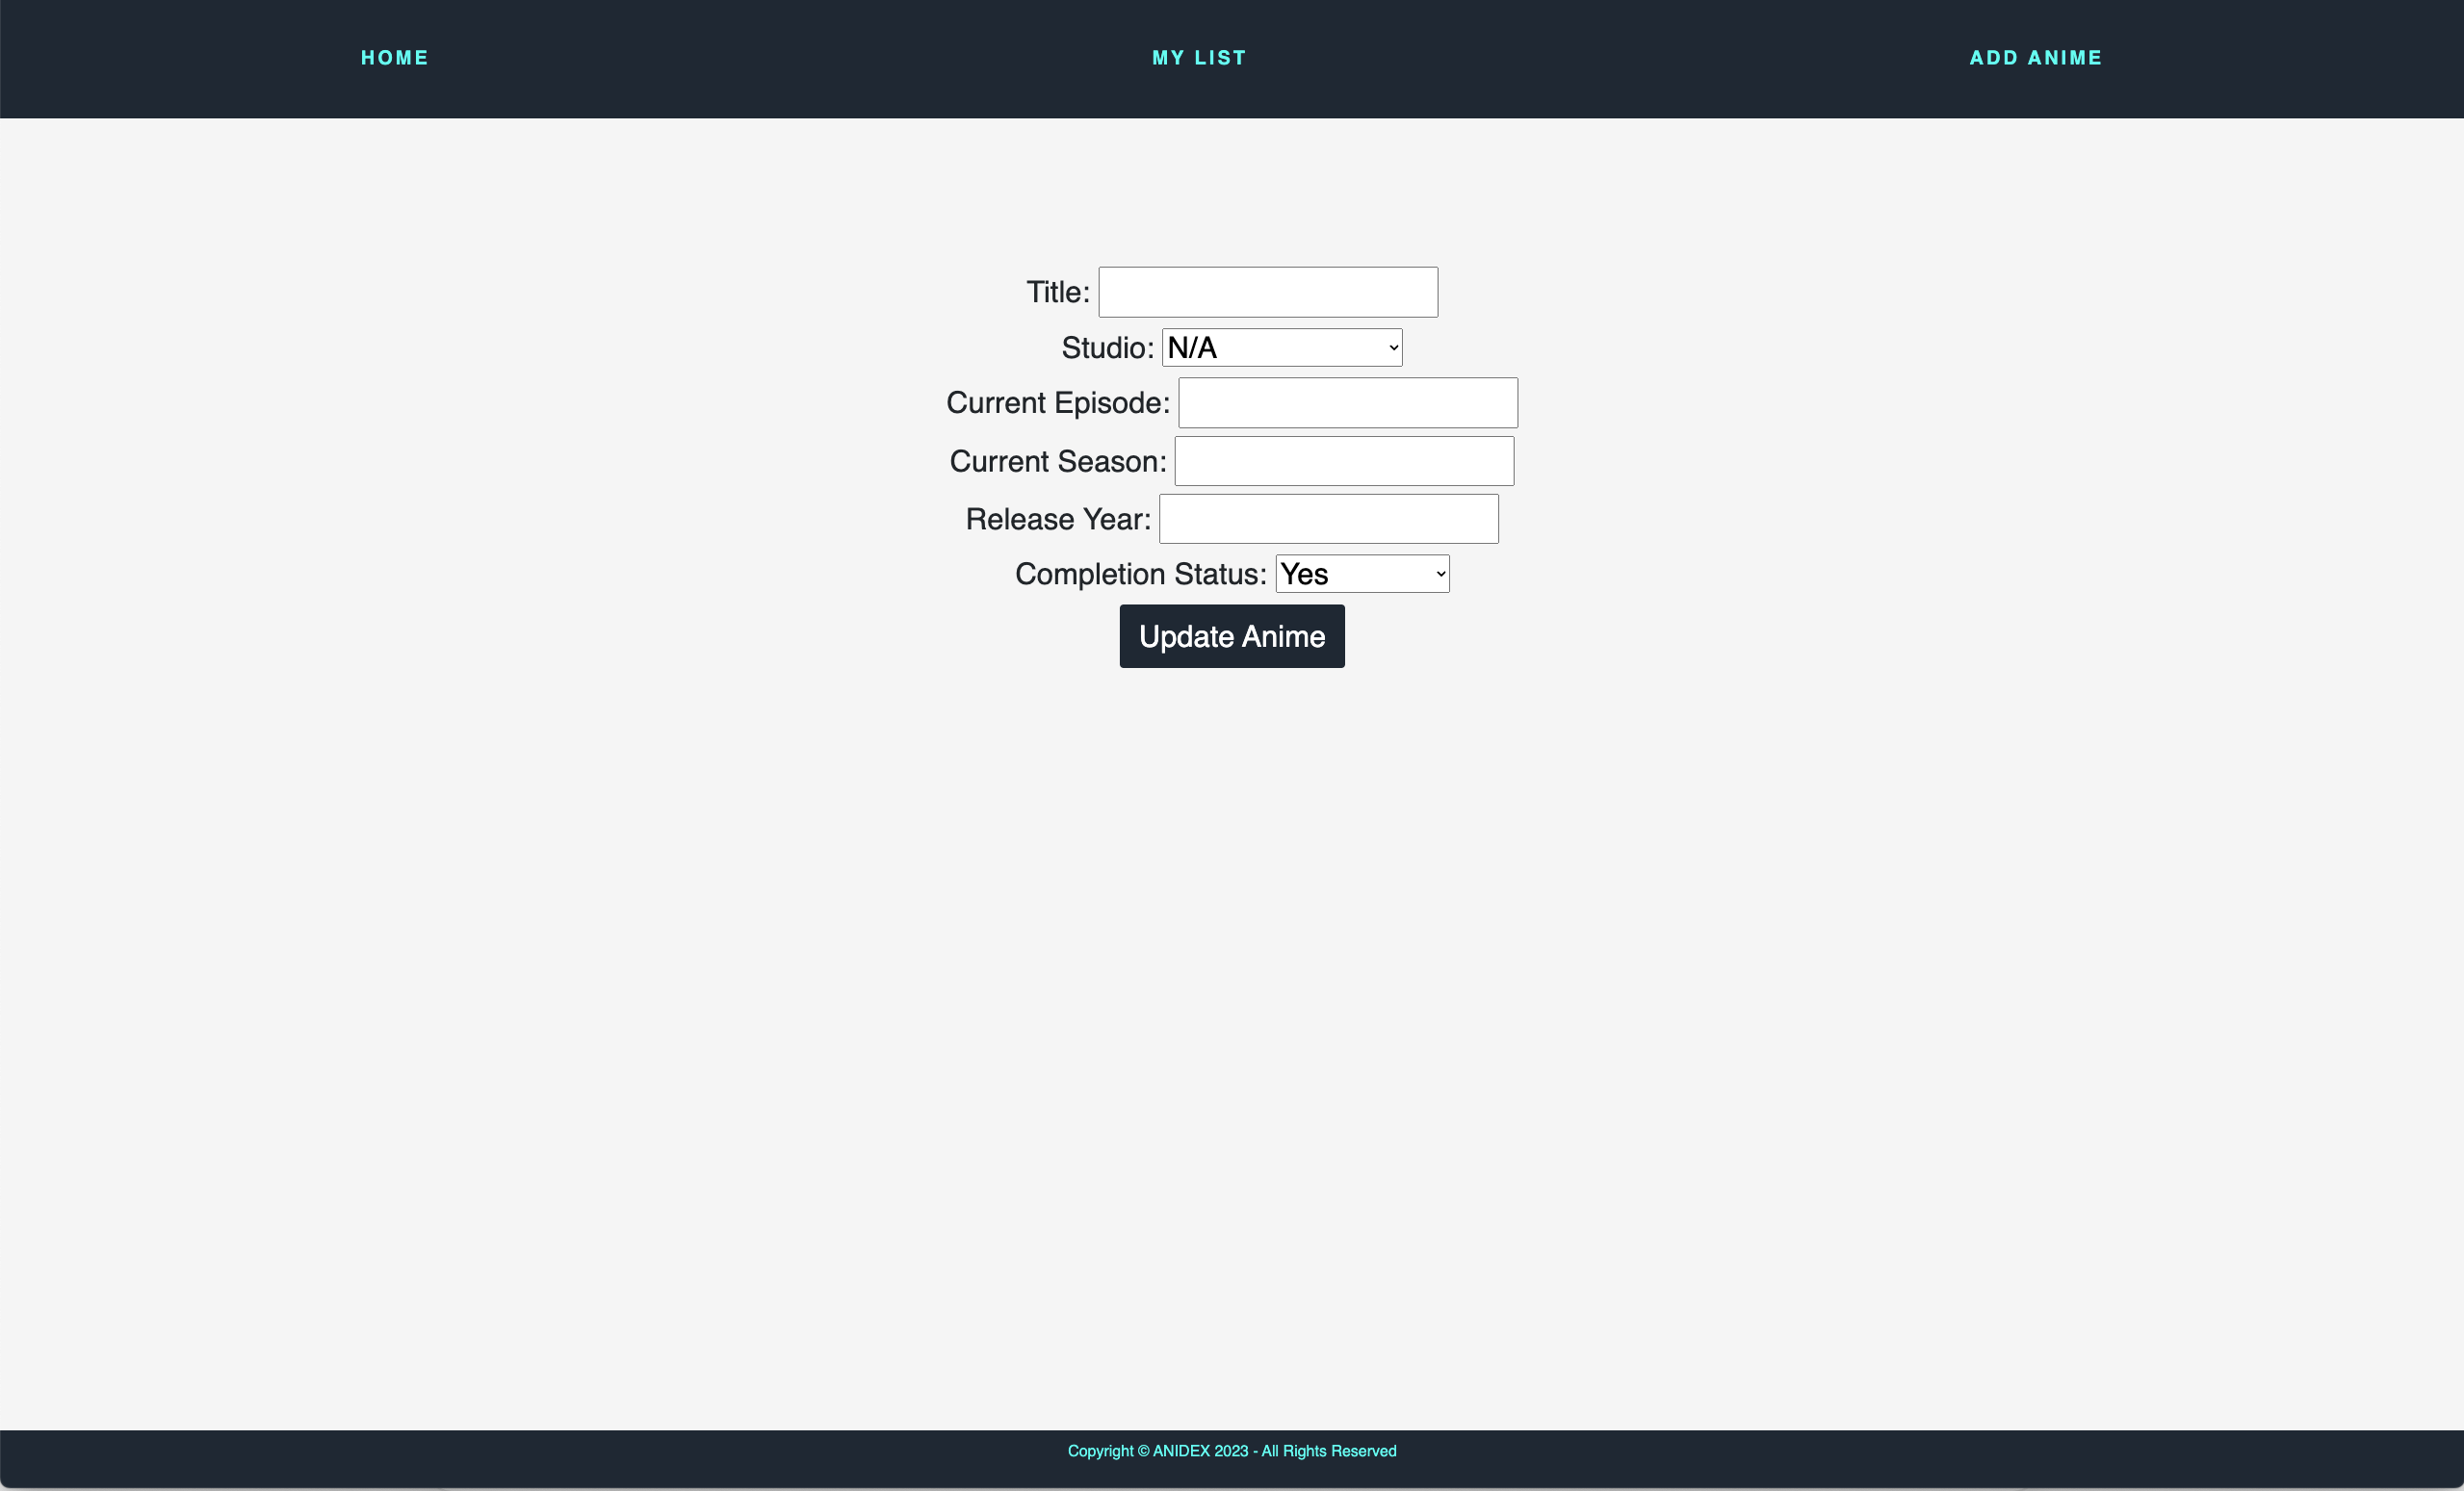 HOME MY LIST ADD ANIME
Title:
Studio: N/A
Current Episode:
Current Season:
Release Year:
Completion Status: Yes
Update Anime
Copyright © ANIDEX 2023 - All Rights Reserved